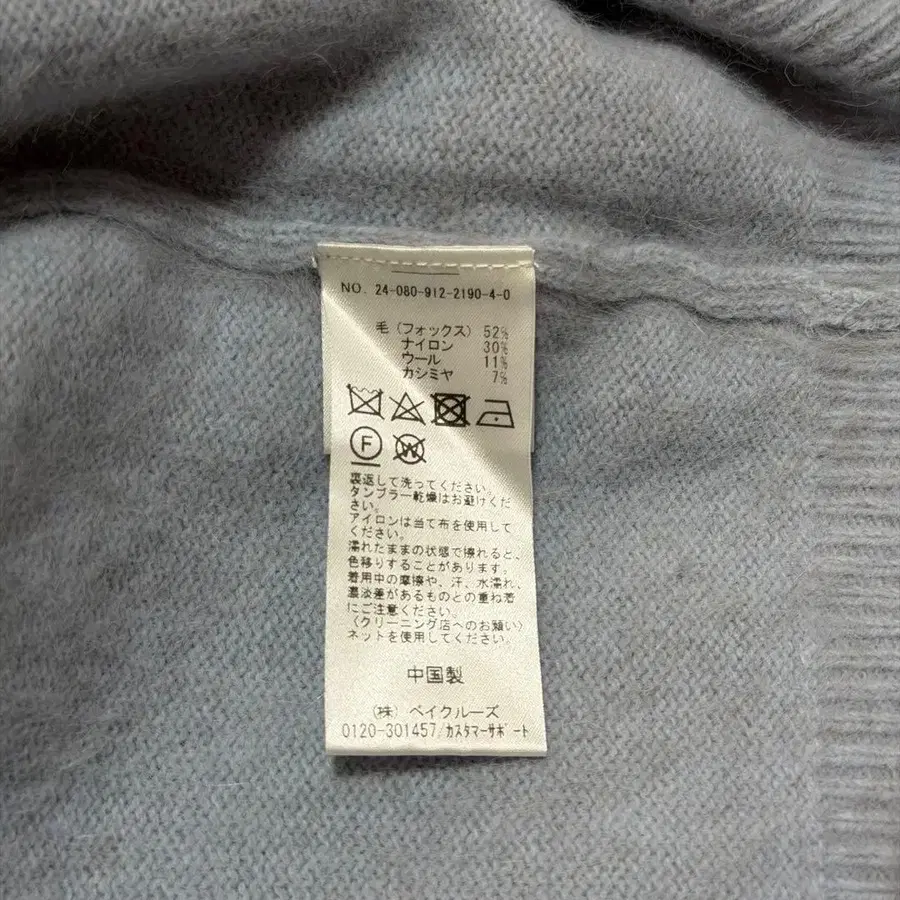 NO. 24-080-912-2190-4-0
毛(フォックス) 52%
ナイロン 30%
ウール 11%
カシミヤ 7%
F W
裏返して洗ってください。
タンブラー乾燥はお避けくだ
さい。
アイロンは当て布を使用して
ください。
濡れたままの状態で擦れると、
色移りすることがあります。
着用中の摩擦や、汗、水濡れ、
濃淡差があるものとの重ね着
にご注意ください。
〈クリーニング店へのお願い〉
ネットを使用してください。
中国製
(株) ベイクルーズ
0120-301457/カスタマーサポート